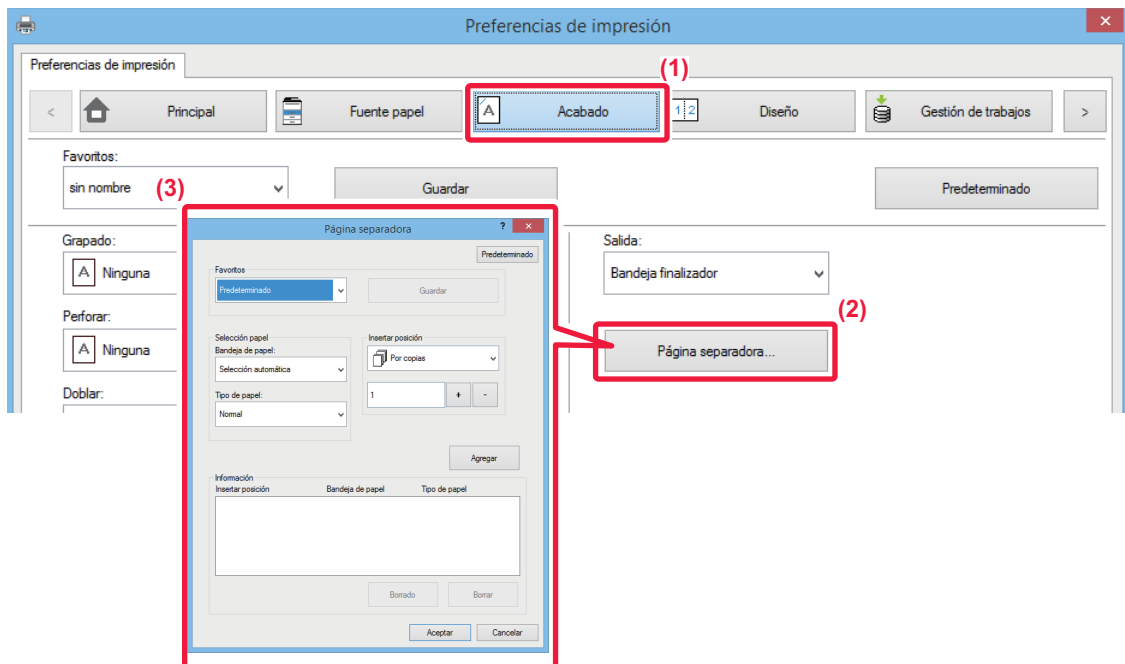 Preferencias de impresión
Preferencias de impresión
(1)
< Principal Fuente papel A Acabado 1 2 Diseño Gestión de trabajos >
Favoritos:
sin nombre Guardar Predeterminado
(3)
Grapado:
A Ninguna
Perforar:
A Ninguna
Doblar:
Salida:
Bandeja finalizador
(2)
Página separadora...
Página separadora ?
Predeterminado
Favoritos
Predeterminado Guardar
Selección papel
Bandeja de papel:
Selección automática
Tipo de papel:
Normal
Insertar posición
Por copias
1 + -
Agregar
Información
Insertar posición Bandeja de papel Tipo de papel
Borrado Borrar
Aceptar Cancelar